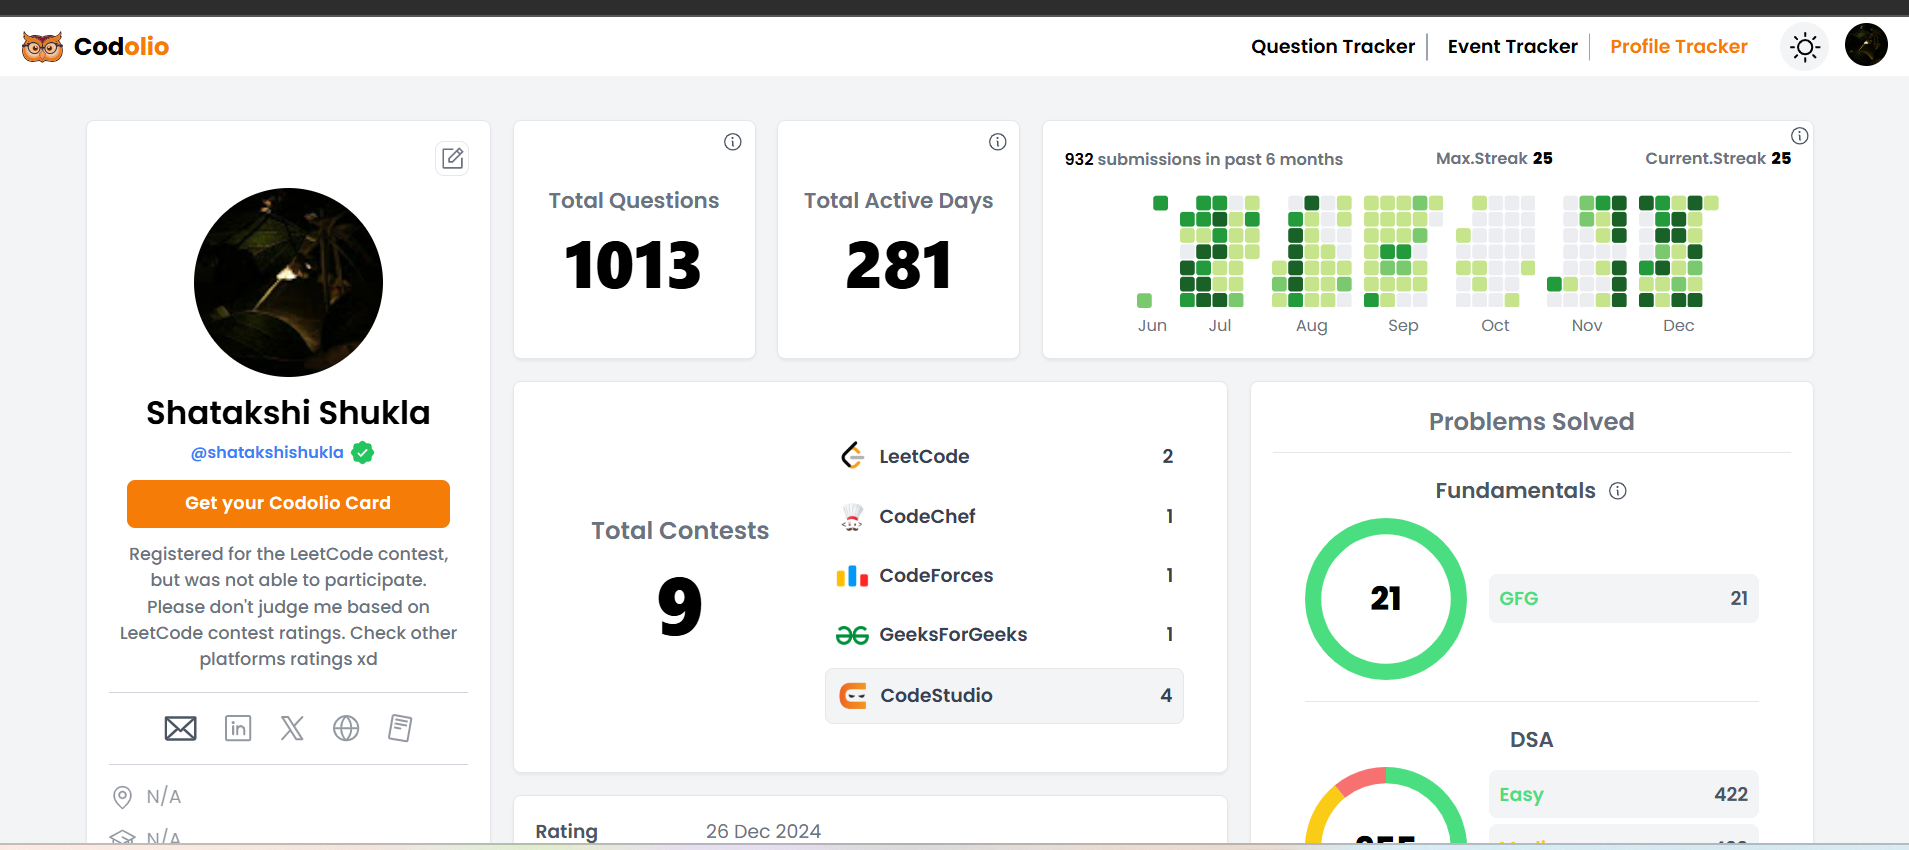 Codolio
Question Tracker
Event Tracker
Profile Tracker
Shatakshi Shukla
@shatakshishukla
Get your Codolio Card
Registered for the LeetCode contest,
but was not able to participate.
Please don't judge me based on
LeetCode contest ratings. Check other
platforms ratings xd
N/A
N/A
Total Questions
1013
Total Active Days
281
932 submissions in past 6 months
Max.Streak 25
Current.Streak 25
Jun Jul Aug Sep Oct Nov Dec
Total Contests
9
LeetCode 2
CodeChef 1
CodeForces 1
GeeksForGeeks 1
CodeStudio 4
Rating
26 Dec 2024
Problems Solved
Fundamentals
21
GFG 21
DSA
Easy 422